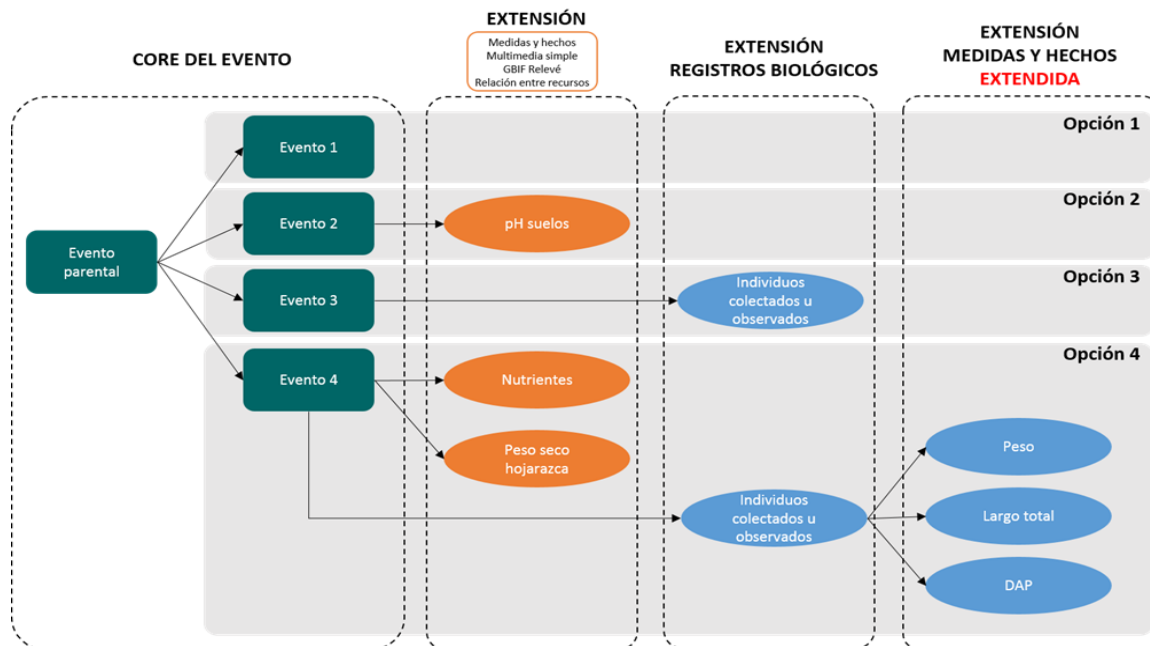 CORE DEL EVENTO
EXTENSIÓN
Medidas y hechos
Multimedia simple
GBIF Relevé
Relación entre recursos
EXTENSIÓN
REGISTROS BIOLÓGICOS
EXTENSIÓN
MEDIDAS Y HECHOS
EXTENDIDA
Opción 1
Evento 1
Opción 2
Evento 2
pH suelos
Evento
parental
Opción 3
Evento 3
Individuos
colectados u
observados
Opción 4
Evento 4
Nutrientes
Peso seco
hojarazca
Individuos
colectados u
observados
Peso
Largo total
DAP